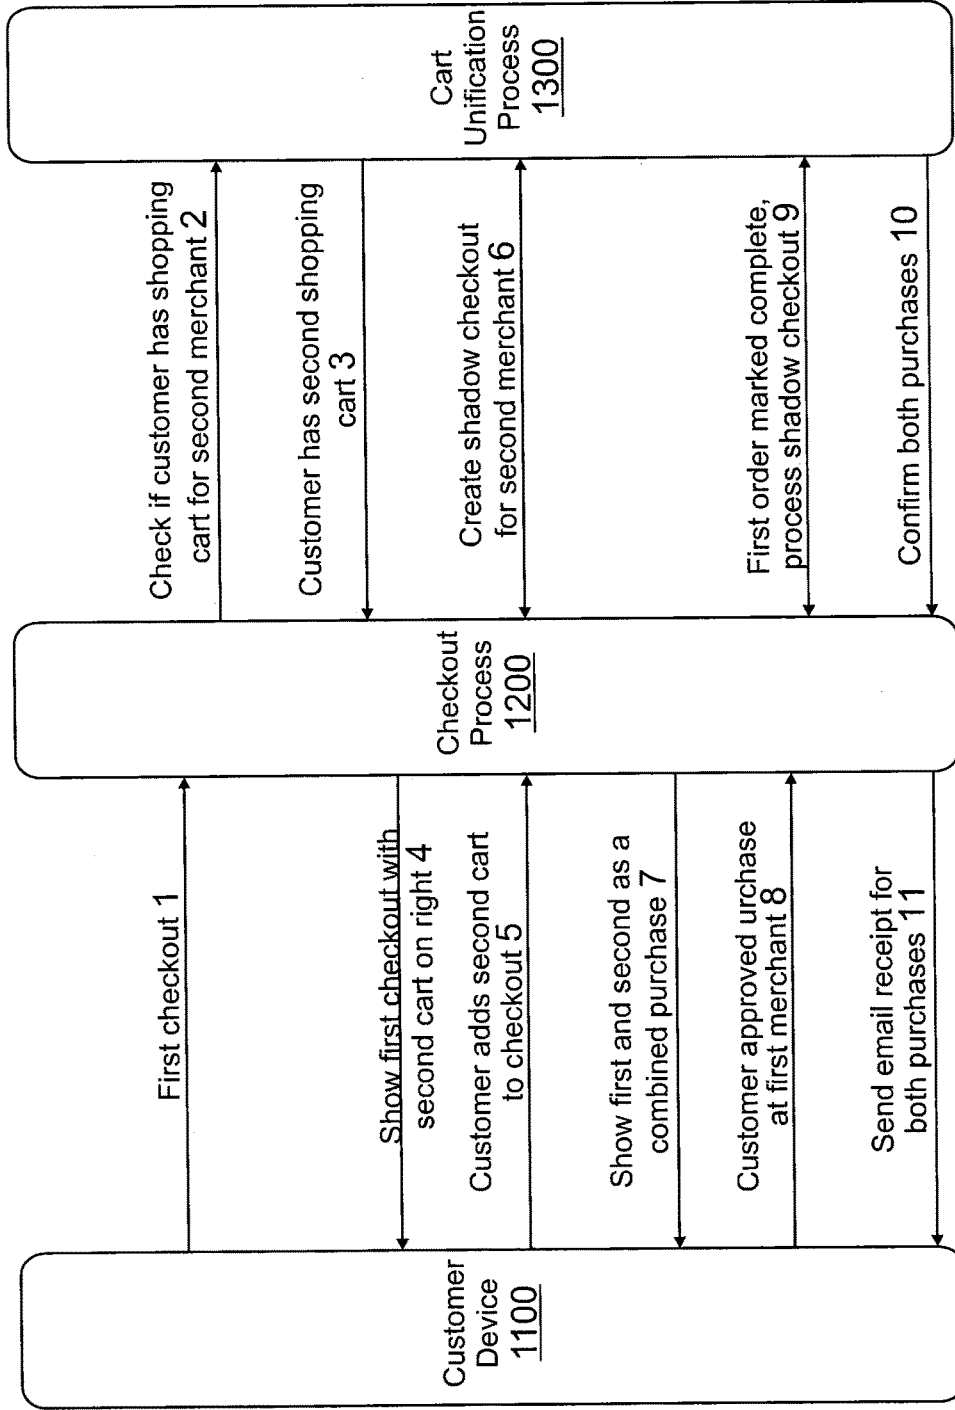 Customer
Device
1100
Checkout
Process
1200
Cart
Unification
Process
1300
First checkout 1
Check if customer has shopping
cart for second merchant 2
Customer has second shopping
cart 3
Show first checkout with
second cart on right 4
Customer adds second cart
to checkout 5
Create shadow checkout
for second merchant 6
Show first and second as a
combined purchase 7
Customer approved urchase
at first merchant 8
First order marked complete,
process shadow checkout 9
Confirm both purchases 10
Send email receipt for
both purchases 11